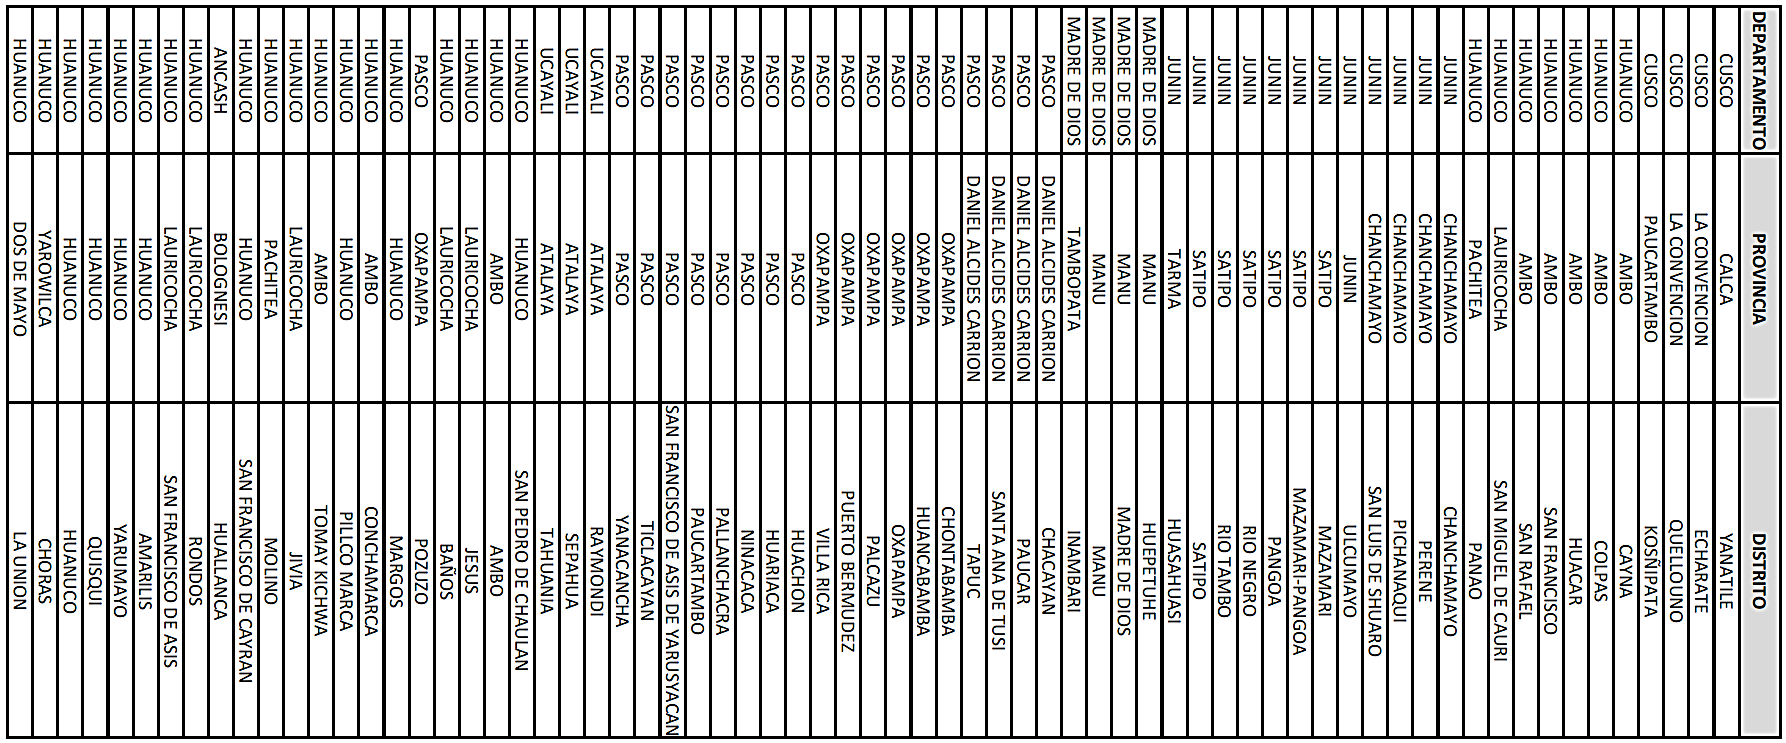 DEPARTAMENTO PROVINCIA DISTRITO
CUSCO CALCA YANATILE
CUSCO LA CONVENCION ECHARATE
CUSCO LA CONVENCION QUELLOUNO
CUSCO PAUCARTAMBO KOSÑIPATA
HUANUCO AMBO CAYNA
HUANUCO AMBO COLPAS
HUANUCO AMBO HUACAR
HUANUCO AMBO SAN FRANCISCO
HUANUCO AMBO SAN RAFAEL
HUANUCO LAURICOCHA SAN MIGUEL DE CAURI
HUANUCO PACHITEA PANAO
JUNIN CHANCHAMAYO CHANCHAMAYO
JUNIN CHANCHAMAYO PERENE
JUNIN CHANCHAMAYO PICHANAQUI
JUNIN CHANCHAMAYO SAN LUIS DE SHUARO
JUNIN JUNIN ULCUMAYO
JUNIN SATIPO MAZAMARI
JUNIN SATIPO MAZAMARI-PANGOA
JUNIN SATIPO PANGOA
JUNIN SATIPO RIO NEGRO
JUNIN SATIPO RIO TAMBO
JUNIN SATIPO SATIPO
JUNIN TARMA HUASAHUASI
MADRE DE DIOS MANU HUEPETUHE
MADRE DE DIOS MANU MADRE DE DIOS
MADRE DE DIOS MANU MANU
MADRE DE DIOS TAMBOPATA INAMBARI
PASCO DANIEL ALCIDES CARRION CHACAYAN
PASCO DANIEL ALCIDES CARRION PAUCAR
PASCO DANIEL ALCIDES CARRION SANTA ANA DE TUSI
PASCO DANIEL ALCIDES CARRION TAPUC
PASCO OXAPAMPA CHONTABAMBA
PASCO OXAPAMPA HUANCABAMBA
PASCO OXAPAMPA OXAPAMPA
PASCO OXAPAMPA PALCAZU
PASCO OXAPAMPA PUERTO BERMUDEZ
PASCO OXAPAMPA VILLA RICA
PASCO PASCO HUACHON
PASCO PASCO HUARIACA
PASCO PASCO NINACACA
PASCO PASCO PALLANCHACRA
PASCO PASCO PAUCARTAMBO
PASCO PASCO SAN FRANCISCO DE ASIS DE YARUSYACAN
PASCO PASCO TICLACAYAN
PASCO PASCO YANACANCHA
UCAYALI ATALAYA RAYMONDI
UCAYALI ATALAYA SEPAHUA
UCAYALI ATALAYA TAHUANIA
HUANUCO HUANUCO SAN PEDRO DE CHAULAN
HUANUCO AMBO AMBO
HUANUCO LAURICOCHA JESUS
HUANUCO LAURICOCHA BAÑOS
PASCO OXAPAMPA POZUZO
HUANUCO HUANUCO MARGOS
HUANUCO AMBO CONCHAMARCA
HUANUCO HUANUCO PILLCO MARCA
HUANUCO AMBO TOMAY KICHWA
HUANUCO LAURICOCHA JIVIA
HUANUCO PACHITEA MOLINO
HUANUCO HUANUCO SAN FRANCISCO DE CAYRAN
ANCASH BOLOGNESI HUALLANCA
HUANUCO LAURICOCHA RONDOS
HUANUCO LAURICOCHA SAN FRANCISCO DE ASIS
HUANUCO HUANUCO AMARILIS
HUANUCO HUANUCO YARUMAYO
HUANUCO HUANUCO QUISQUI
HUANUCO HUANUCO HUANUCO
HUANUCO YAROWILCA CHORAS
HUANUCO DOS DE MAYO LA UNION